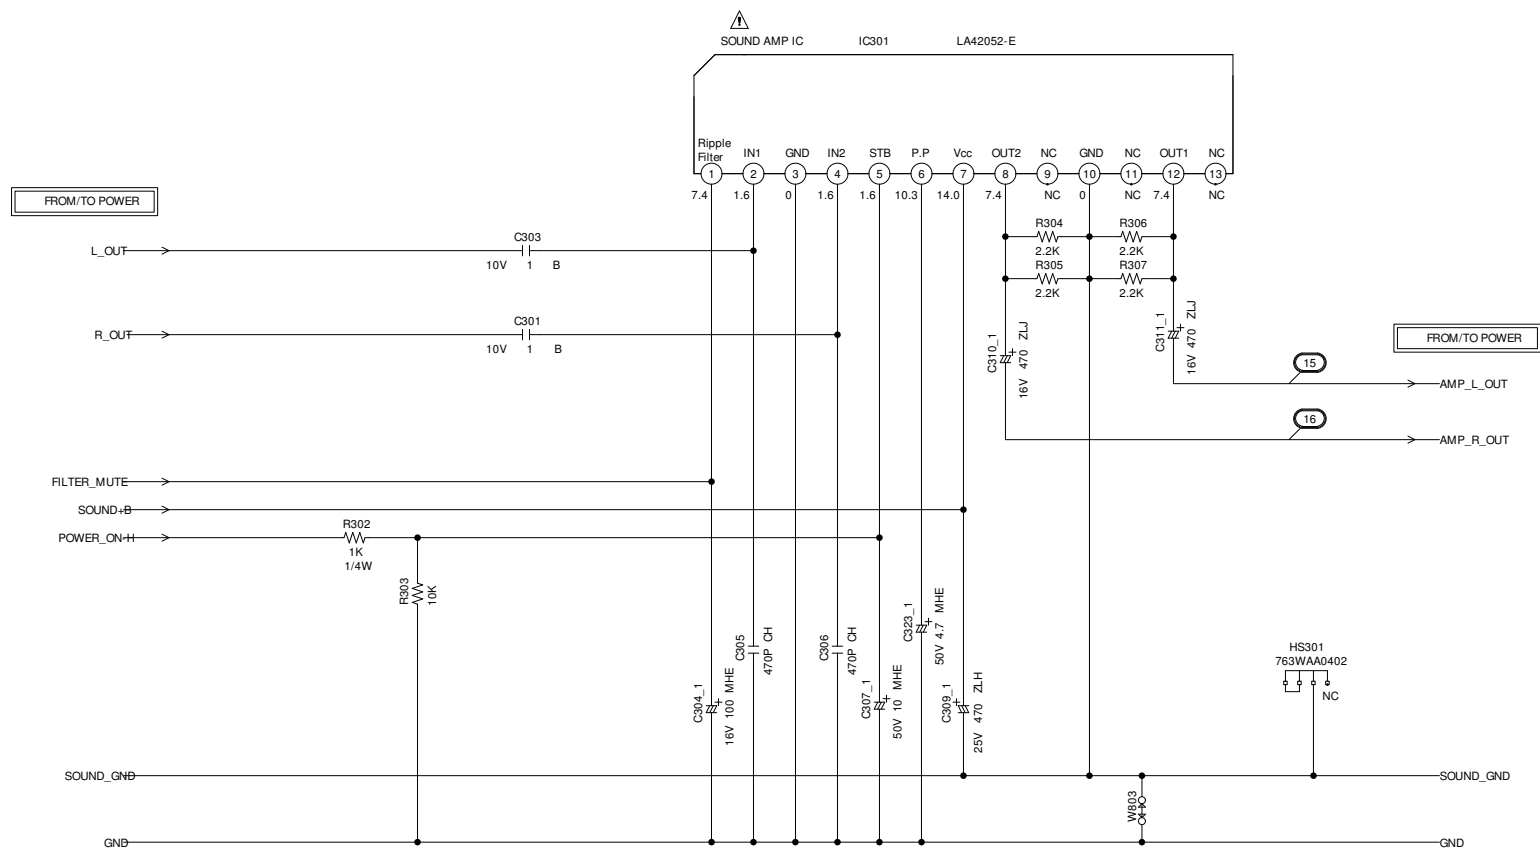 SOUND AMP IC IC301 LA42052-E
Ripple
Filter IN1 GND IN2 STB P.P Vcc OUT2 NC GND NC OUT1 NC
1 2 3 4 5 6 7 8 9 10 11 12 13
7.4 1.6 0 1.6 1.6 10.3 14.0 7.4 NC 0 NC 7.4 NC
FROM/TO POWER
L_OUT
C303
10V 1 B
R_OUT
C301
10V 1 B
R304
2.2K
R305
2.2K
R306
2.2K
R307
2.2K
C310_1
16V 470 ZLJ
C311_1
16V 470 ZLJ
FROM/TO POWER
15
AMP_L_OUT
16
AMP_R_OUT
FILTER_MUTE
SOUND+B
POWER_ON-H
R302
1K
1/4W
R303
10K
C304_1
16V 100 MHE
C305
470P CH
C306
470P CH
C307_1
50V 10 MHE
C323_1
50V 4.7 MHE
C309_1
25V 470 ZLH
HS301
763WAA0402
NC
SOUND_GND
SOUND_GND
W803
GND
GND